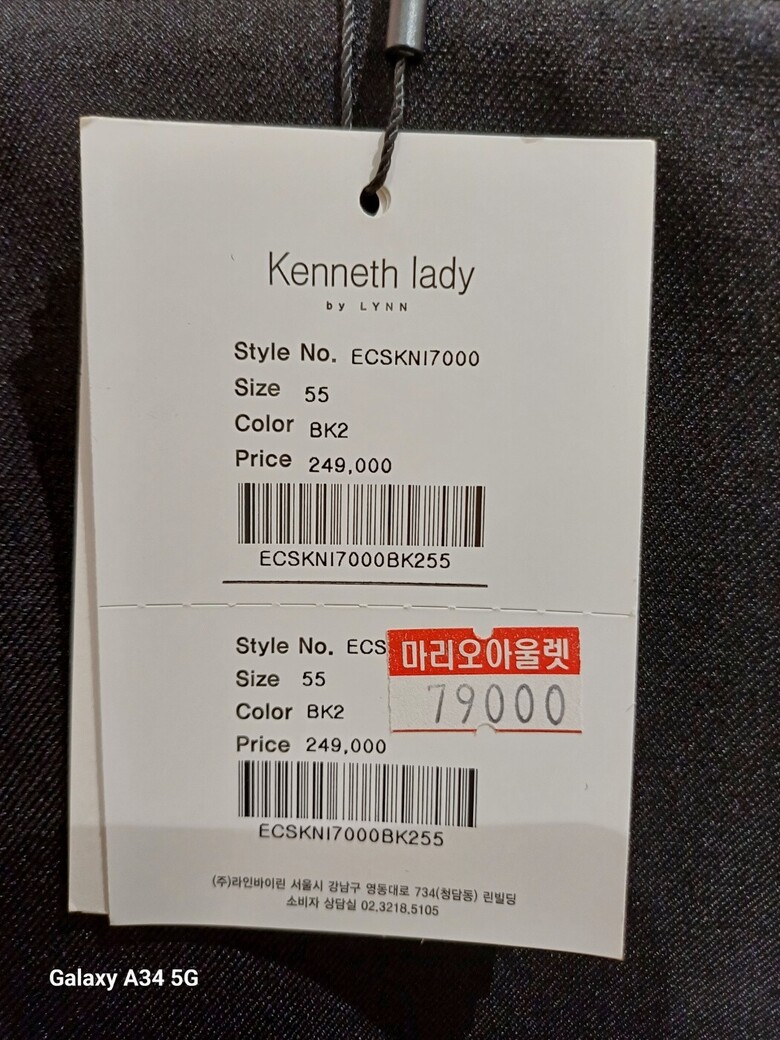 Kenneth lady
by LYNN
Style No. ECSKNI7000
Size 55
Color BK2
Price 249,000
ECSKNI7000BK255
Style No. ECS
마리오아울렛
Size 55
79000
Color BK2
Price 249,000
ECSKNI7000BK255
(주)라인바이린 서울시 강남구 영동대로 734(청담동) 린빌딩
소비자 상담실 02.3218.5105
Galaxy A34 5G